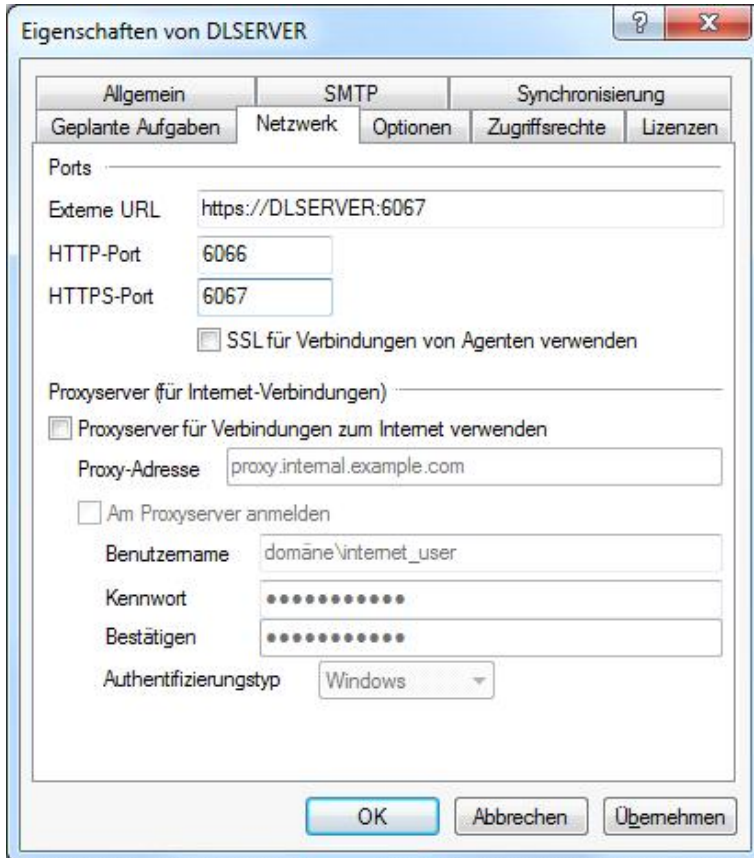 Eigenschaften von DLSERVER
Allgemein SMTP Synchronisierung
Geplante Aufgaben Netzwerk Optionen Zugriffsrechte Lizenzen
Ports
Externe URL https://DLSERVER:6067
HTTP-Port 6066
HTTPS-Port 6067
SSL für Verbindungen von Agenten verwenden
Proxyserver (für Internet-Verbindungen)
Proxyserver für Verbindungen zum Internet verwenden
Proxy-Adresse proxy.internal.example.com
Am Proxyserver anmelden
Benutzername domäne\internet_user
Kennwort ●●●●●●●●●●●
Bestätigen ●●●●●●●●●●●
Authentifizierungstyp Windows
OK Abbrechen Übernehmen